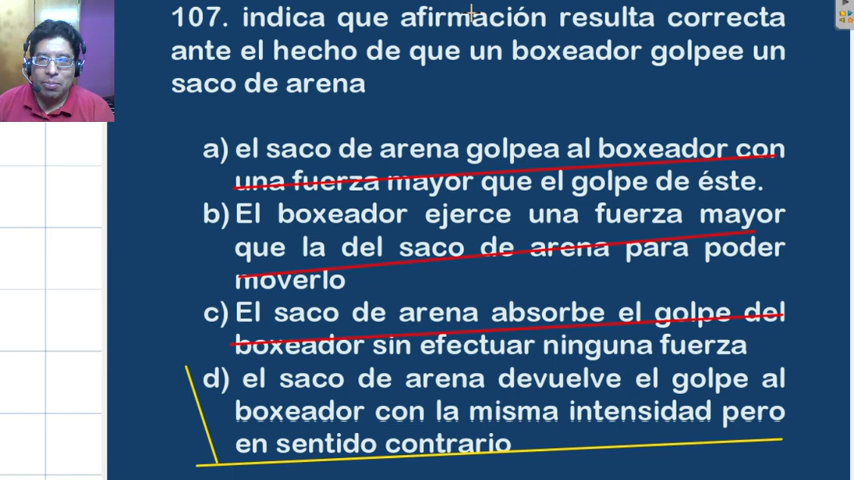 107. indica que afirmación resulta correcta
ante el hecho de que un boxeador golpee un
saco de arena
a) el saco de arena golpea al boxeador con
una fuerza mayor que el golpe de éste.
b) El boxeador ejerce una fuerza mayor
que la del saco de arena para poder
moverlo
c) El saco de arena absorbe el golpe del
boxeador sin efectuar ninguna fuerza
d) el saco de arena devuelve el golpe al
boxeador con la misma intensidad pero
en sentido contrario